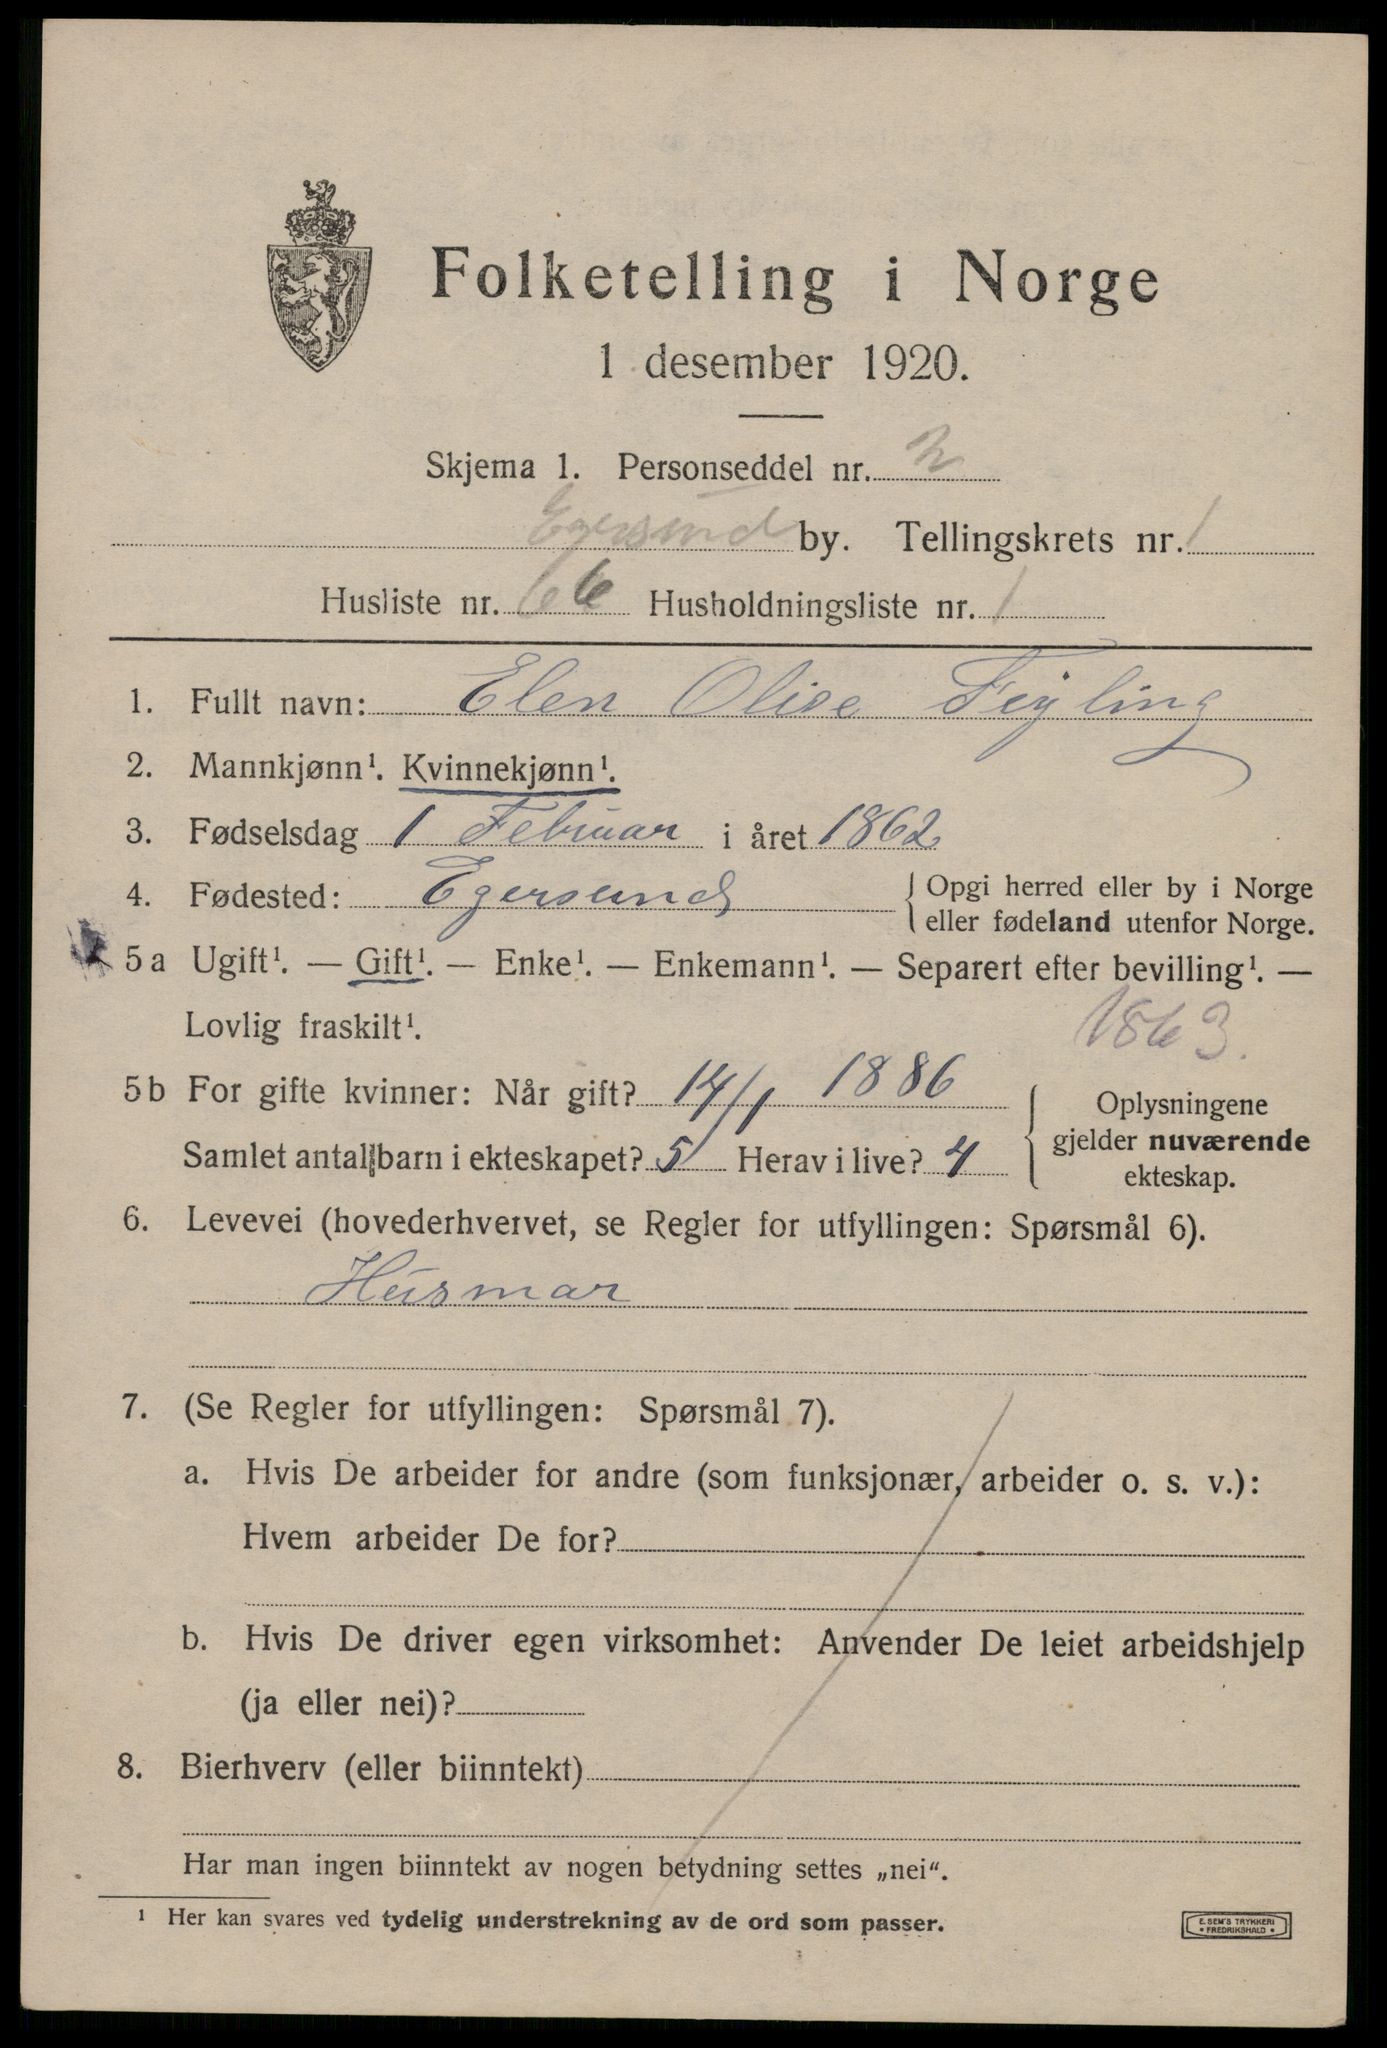 Folketelling i Norge
1 desember 1920.
Skjema 1. Personseddel nr. 2
Egersund by. Tellingskrets nr. 1
Husliste nr. 66 Husholdningsliste nr. 1
1. Fullt navn: Elen Olise Feyling
2. Mannkjønn¹. Kvinnekjønn¹.
3. Fødselsdag 1 Februar i året 1862
4. Fødested: Egersund { Opgi herred eller by i Norge
eller fødeland utenfor Norge.
5 a Ugift¹. — Gift¹. — Enke¹. — Enkemann¹. — Separert efter bevilling¹. —
Lovlig fraskilt¹. 1863.
5 b For gifte kvinner: Når gift? 14/1 1886 { Oplysningene
gjelder nuværende
ekteskap.
Samlet antall barn i ekteskapet? 5 Herav i live? 4
6. Levevei (hovederhvervet, se Regler for utfyllingen: Spørsmål 6).
Husmor
7. (Se Regler for utfyllingen: Spørsmål 7).
a. Hvis De arbeider for andre (som funksjonær, arbeider o. s. v.):
Hvem arbeider De for?
b. Hvis De driver egen virksomhet: Anvender De leiet arbeidshjelp
(ja eller nei)?
8. Bierhverv (eller biinntekt)
Har man ingen biinntekt av nogen betydning settes „nei“.
¹ Her kan svares ved tydelig understrekning av de ord som passer.
E. SEM'S TRYKKERI
• FREDRIKSHALD •